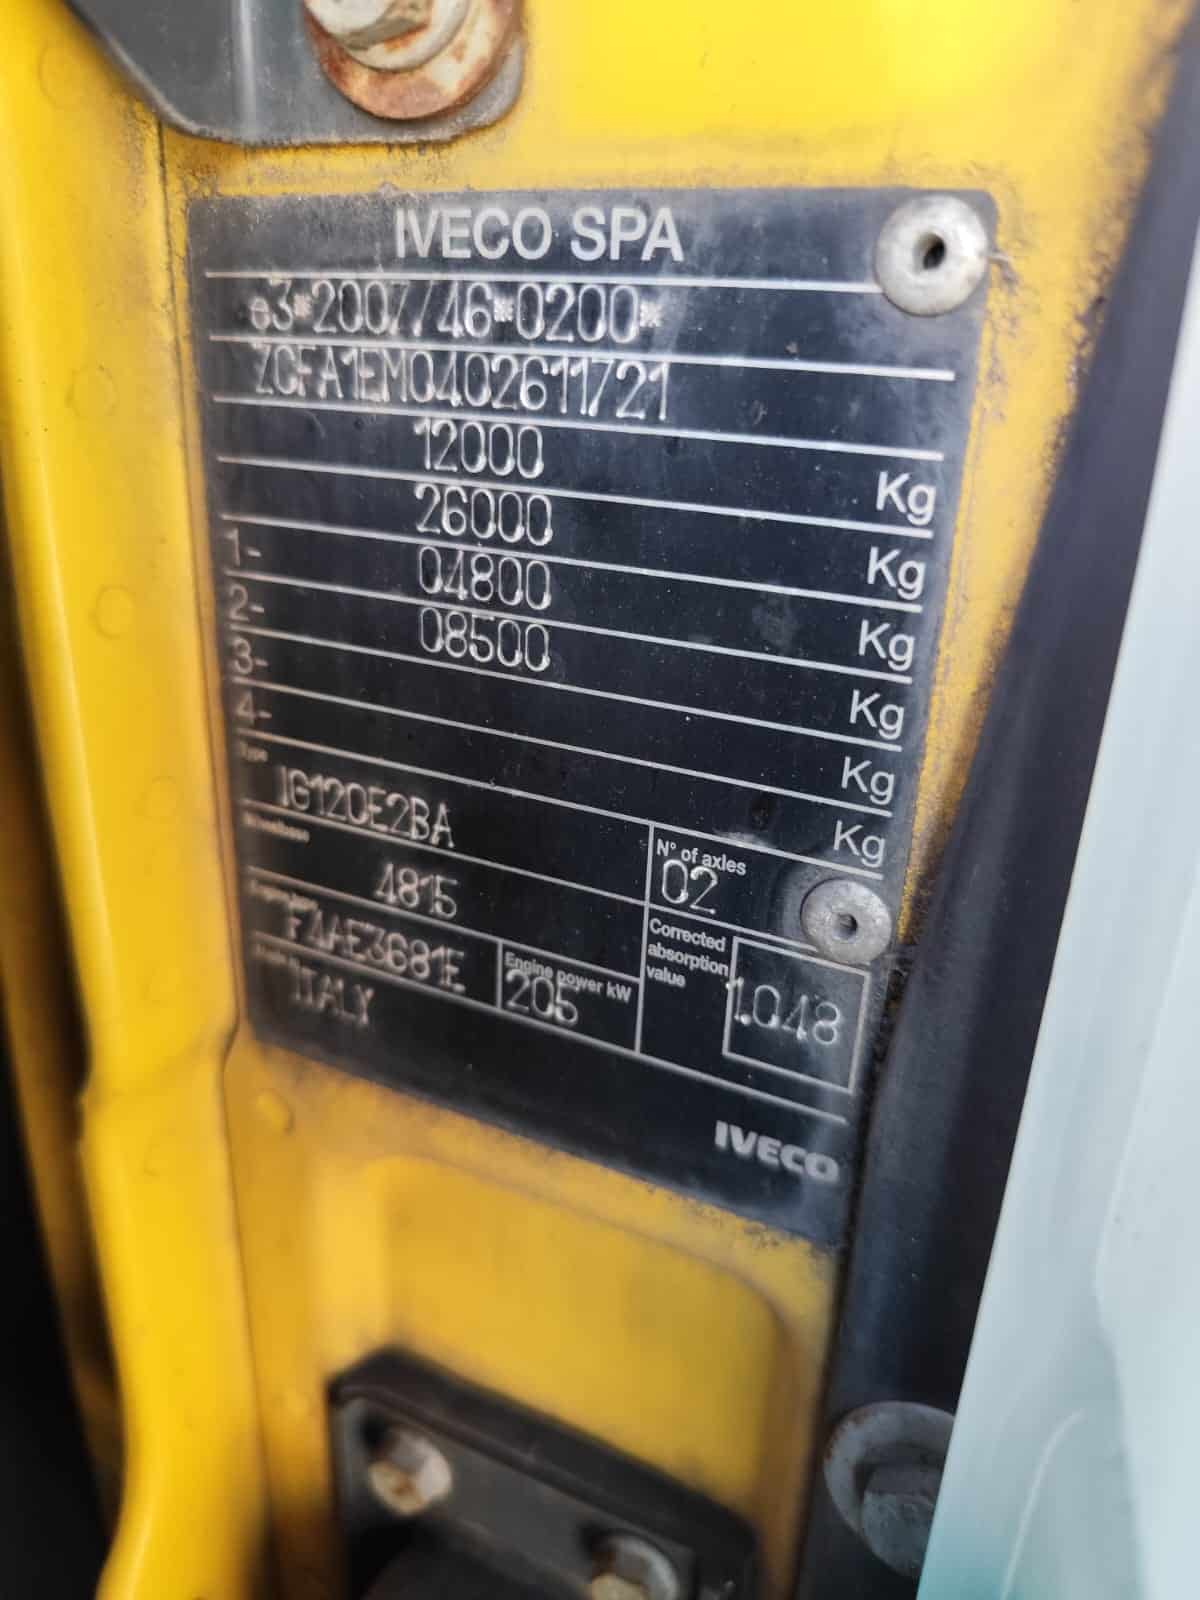 IVECO SPA
e3*2007/46*0200*
ZCFA1EM0402611721
12000 Kg
26000 Kg
1- 04800 Kg
2- 08500 Kg
3- Kg
4- Kg
Type
IG120E2BA
N° of axles
02
Wheelbase
4815
Corrected
absorption
value
1.048
F4AE3681E
Engine power kW
205
ITALY
IVECO